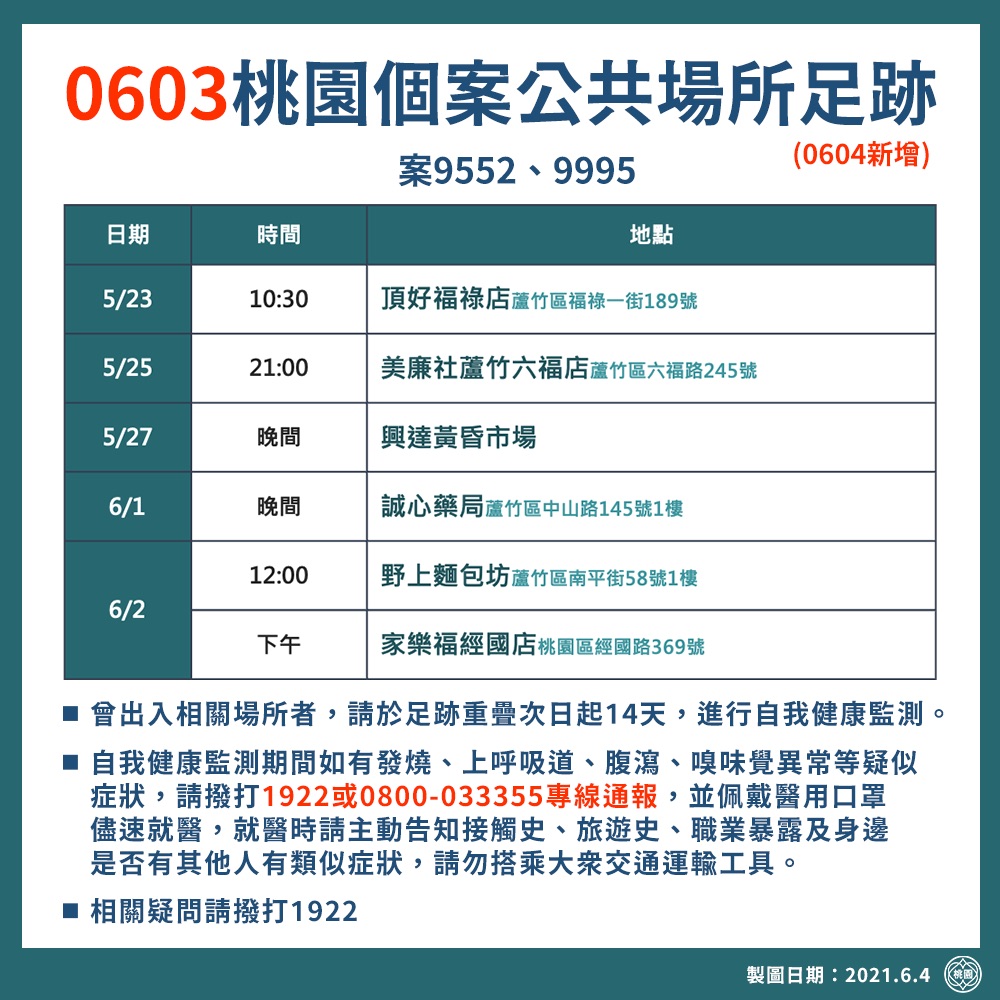 0603桃園個案公共場所足跡
(0604新增)
案9552、9995
日期 時間 地點
5/23 10:30 頂好福祿店蘆竹區福祿一街189號
5/25 21:00 美廉社蘆竹六福店蘆竹區六福路245號
5/27 晚間 興達黃昏市場
6/1 晚間 誠心藥局蘆竹區中山路145號1樓
6/2 12:00 野上麵包坊蘆竹區南平街58號1樓
下午 家樂福經國店桃園區經國路369號
■ 曾出入相關場所者，請於足跡重疊次日起14天，進行自我健康監測。
■ 自我健康監測期間如有發燒、上呼吸道、腹瀉、嗅味覺異常等疑似
症狀，請撥打1922或0800-033355專線通報，並佩戴醫用口罩
儘速就醫，就醫時請主動告知接觸史、旅遊史、職業暴露及身邊
是否有其他人有類似症狀，請勿搭乘大眾交通運輸工具。
■ 相關疑問請撥打1922
製圖日期：2021.6.4 桃園